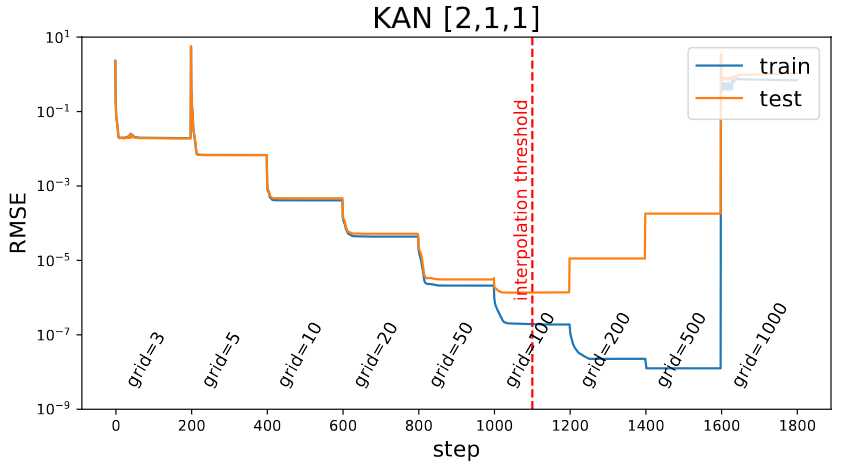 KAN [2,1,1]
10¹
10⁻¹
10⁻³
10⁻⁵
10⁻⁷
10⁻⁹
RMSE
train
test
interpolation threshold
grid=3
grid=5
grid=10
grid=20
grid=50
grid=100
grid=200
grid=500
grid=1000
0
200
400
600
800
1000
1200
1400
1600
1800
step